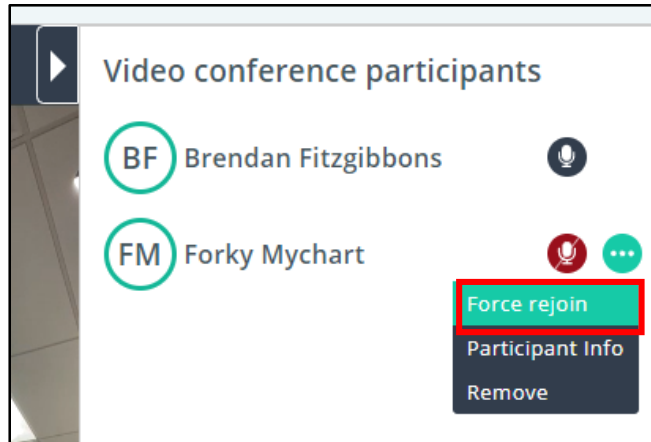 Video conference participants
BF Brendan Fitzgibbons
FM Forky Mychart
Force rejoin
Participant Info
Remove